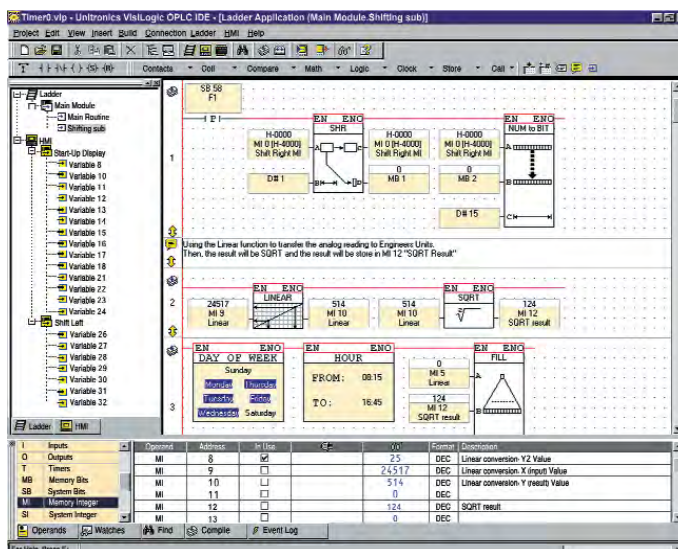 Timer0.vlp - Unitronics VisiLogic OPLC IDE - [Ladder Application (Main Module.Shifting sub)]
Project Edit View Insert Build Connection Ladder HMI Help
Contacts Coil Compare Math Logic Clock Store Call
Ladder
Main Module
Main Routine
Shifting sub
HMI
Start-Up Display
Variable 8
Variable 10
Variable 11
Variable 12
Variable 13
Variable 14
Variable 15
Variable 16
Variable 17
Variable 18
Variable 21
Variable 22
Variable 23
Variable 24
Shift Left
Variable 26
Variable 27
Variable 28
Variable 29
Variable 30
Variable 31
Variable 32
Ladder HMI
1
SB 58
F1
P
EN ENO
SHR
H-0000
MI 0 [H-4000]
Shift Right MI
A
C
H-0000
MI 0 [H-4000]
Shift Right MI
D# 1
B
D
0
MB 1
EN ENO
NUM to BIT
H-0000
MI 0 [H-4000]
Shift Right MI
A
0
MB 2
B
D# 15
C
Using the Linear function to transfer the analog reading to Engineers Units.
Then, the result will be SQRT and the result will be store in MI 12 "SQRT Result"
2
EN ENO
LINEAR
24517
MI 9
Linear
514
MI 10
Linear
EN ENO
SQRT
514
MI 10
Linear
124
MI 12
SQRT result
3
EN ENO
DAY OF WEEK
Sunday
Monday Thursday
Tuesday Friday
Wednesday Saturday
EN ENO
HOUR
FROM: 08:15
TO: 16:45
EN ENO
FILL
0
MI 5
Linear
A
124
MI 12
SQRT result
B
I Inputs
O Outputs
T Timers
MB Memory Bits
SB System Bits
MI Memory Integer
SI System Integer
Operand Address In Use Format Description
MI 8 25 DEC Linear conversion- Y2 Value
MI 9 24517 DEC Linear conversion- X (input) Value
MI 10 514 DEC Linear conversion- Y (result) Value
MI 11 0 DEC
MI 12 124 DEC SQRT result
MI 13 0 DEC
Operands Watches Find Compile Event Log